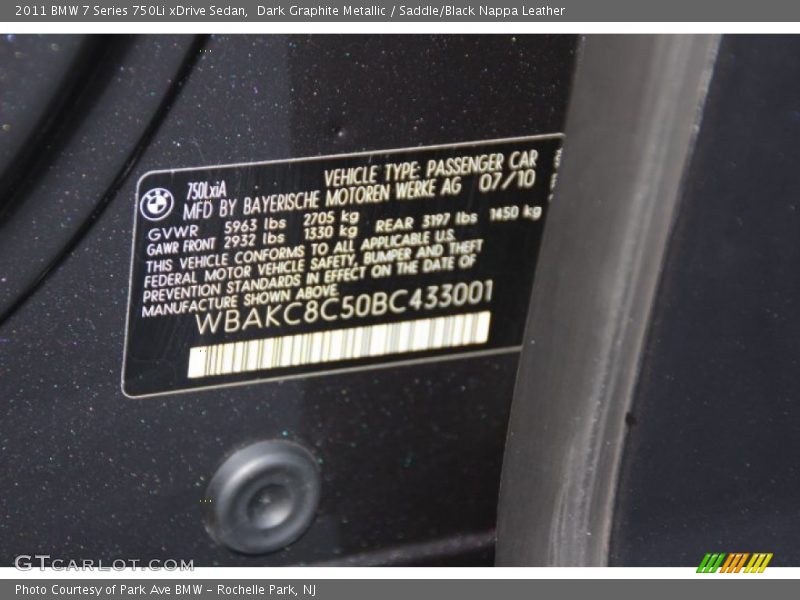 2011 BMW 7 Series 750Li xDrive Sedan, Dark Graphite Metallic / Saddle/Black Nappa Leather
750LxiA VEHICLE TYPE: PASSENGER CAR
MFD BY BAYERISCHE MOTOREN WERKE AG 07/10
GVWR 5963 lbs 2705 kg
GAWR FRONT 2932 lbs 1330 kg REAR 3197 lbs 1450 kg
THIS VEHICLE CONFORMS TO ALL APPLICABLE U.S.
FEDERAL MOTOR VEHICLE SAFETY, BUMPER AND THEFT
PREVENTION STANDARDS IN EFFECT ON THE DATE OF
MANUFACTURE SHOWN ABOVE
WBAKC8C50BC433001
GTCARLOT.COM
Photo Courtesy of Park Ave BMW - Rochelle Park, NJ